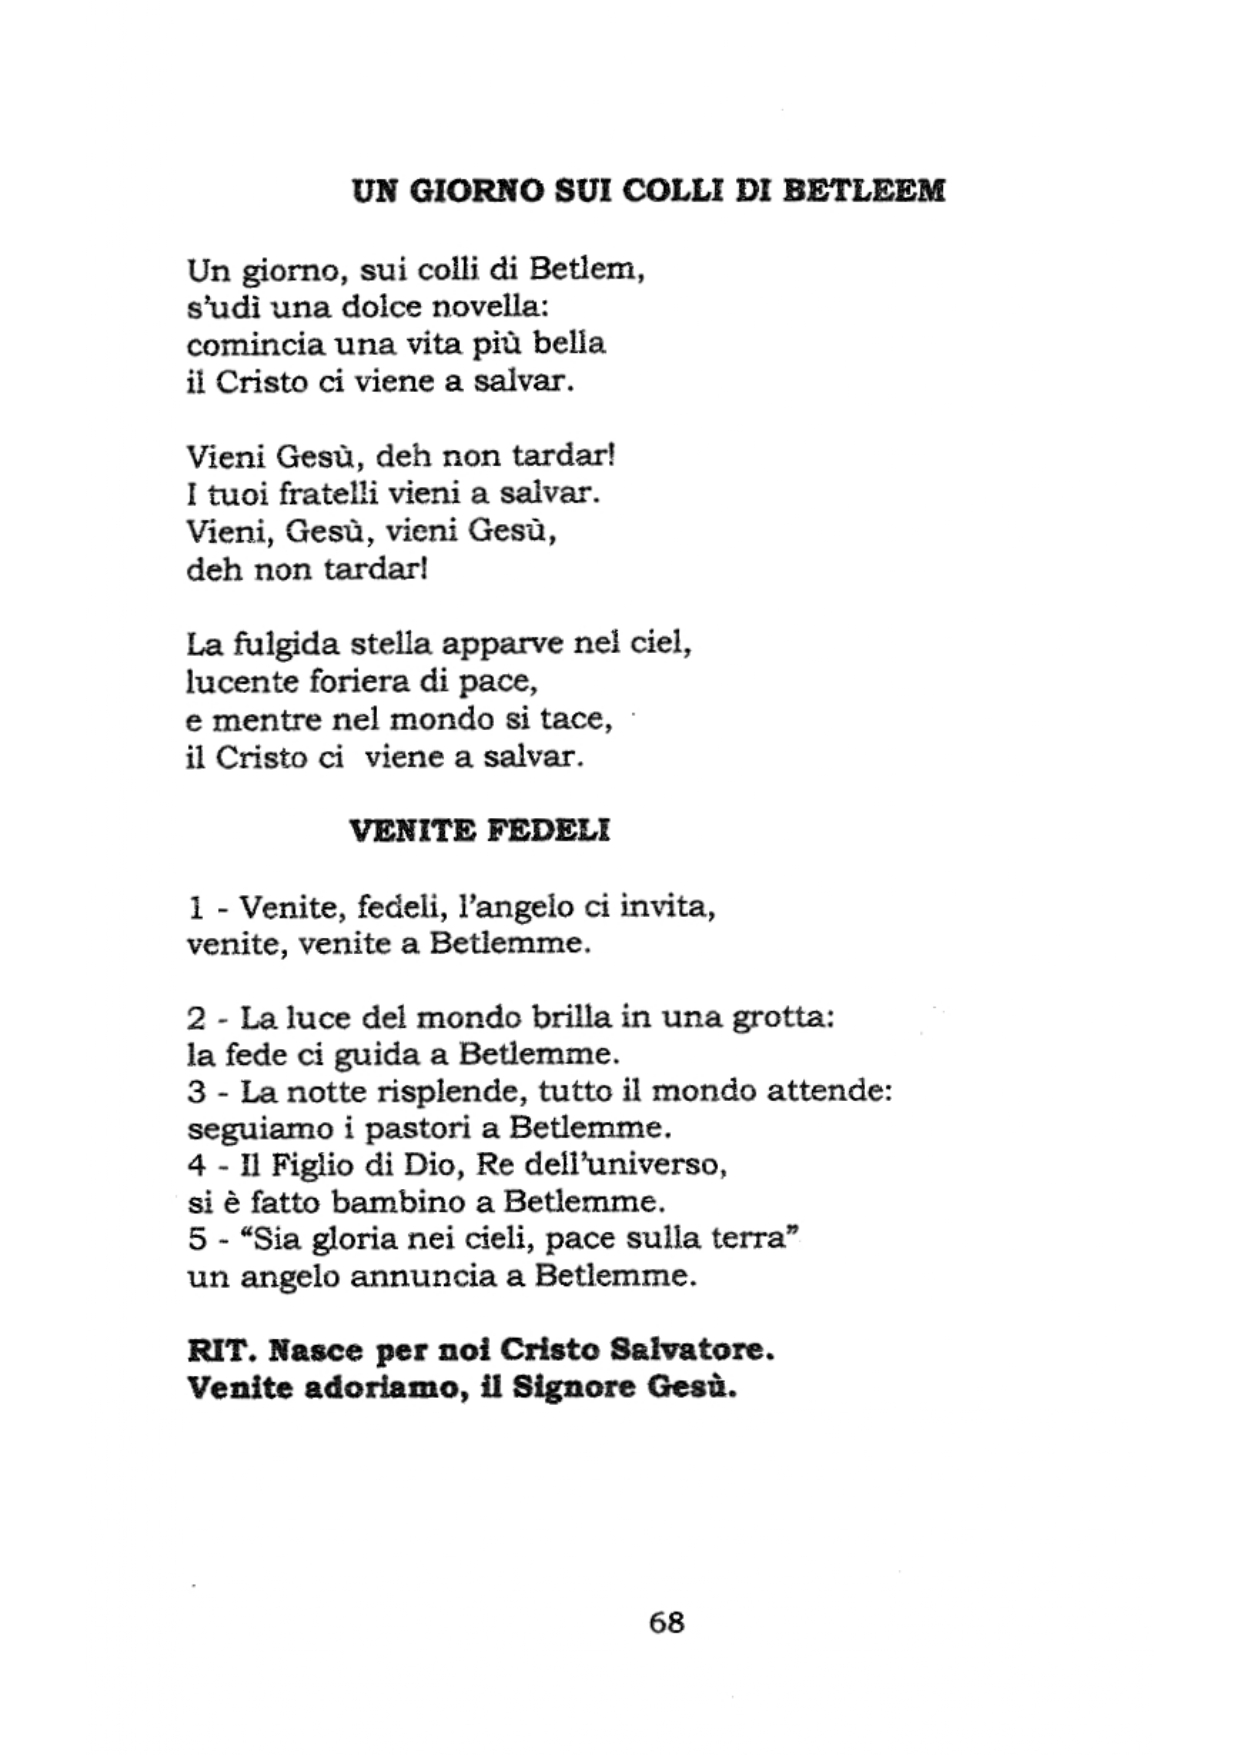 UN GIORNO SUI COLLI DI BETLEEM
Un giorno, sui colli di Betlem,
s'udì una dolce novella:
comincia una vita più bella
il Cristo ci viene a salvar.
Vieni Gesù, deh non tardar!
I tuoi fratelli vieni a salvar.
Vieni, Gesù, vieni Gesù,
deh non tardar!
La fulgida stella apparve nel ciel,
lucente foriera di pace,
e mentre nel mondo si tace,
il Cristo ci viene a salvar.
VENITE FEDELI
1 - Venite, fedeli, l'angelo ci invita,
venite, venite a Betlemme.
2 - La luce del mondo brilla in una grotta:
la fede ci guida a Betlemme.
3 - La notte risplende, tutto il mondo attende:
seguiamo i pastori a Betlemme.
4 - Il Figlio di Dio, Re dell'universo,
si è fatto bambino a Betlemme.
5 - “Sia gloria nei cieli, pace sulla terra”
un angelo annuncia a Betlemme.
RIT. Nasce per noi Cristo Salvatore.
Venite adoriamo, il Signore Gesù.
68